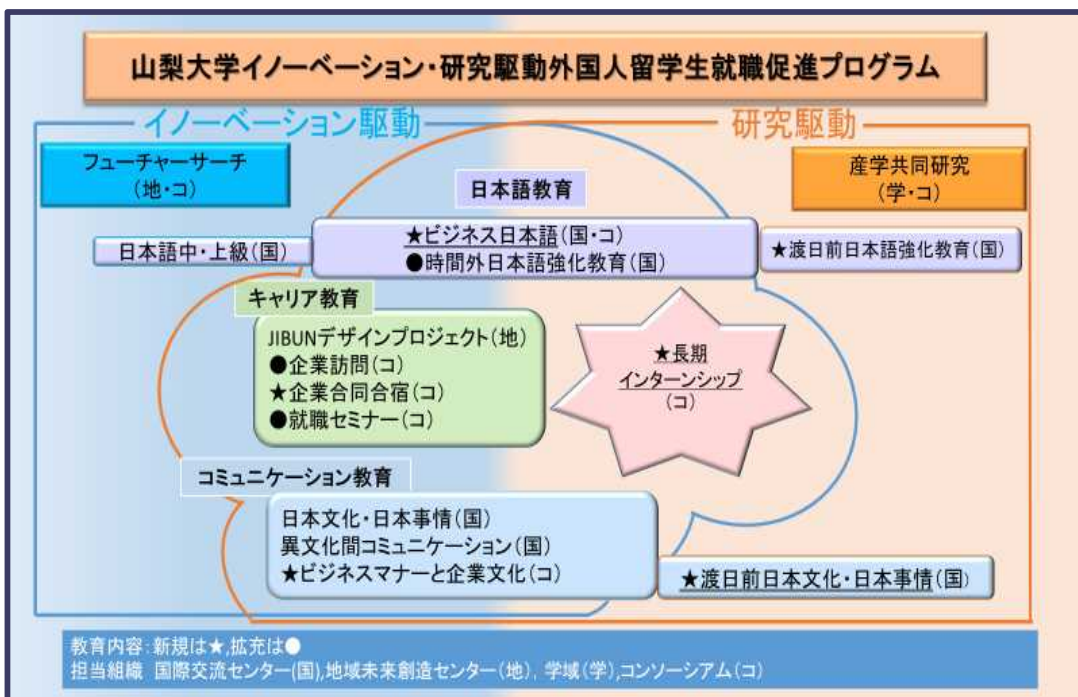 山梨大学イノーベーション・研究駆動外国人留学生就職促進プログラム
イノーベーション駆動
研究駆動
フューチャーサーチ
(地・コ)
産学共同研究
(学・コ)
日本語教育
日本語中・上級(国)
★ビジネス日本語(国・コ)
●時間外日本語強化教育(国)
★渡日前日本語強化教育(国)
キャリア教育
JIBUNデザインプロジェクト(地)
●企業訪問(コ)
★企業合同合宿(コ)
●就職セミナー(コ)
★長期
インターンシップ
(コ)
コミュニケーション教育
日本文化・日本事情(国)
異文化間コミュニケーション(国)
★ビジネスマナーと企業文化(コ)
★渡日前日本文化・日本事情(国)
教育内容:新規は★,拡充は●
担当組織 国際交流センター(国),地域未来創造センター(地), 学域(学),コンソーシアム(コ)